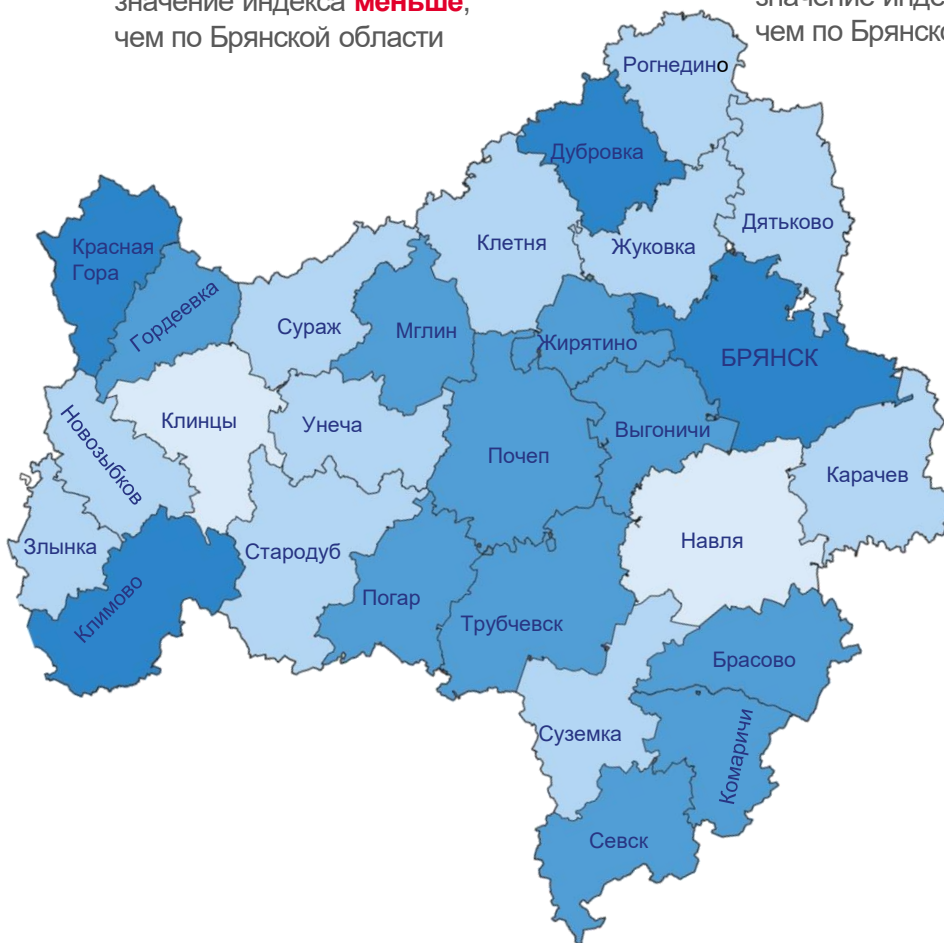 значение индекса меньше,
чем по Брянской области
чем по Брянско
Рогнедино
Дубровка
Дятьково
Красная
Гора
Клетня
Жуковка
Гордеевка
Сураж
Мглин
Жирятино
БРЯНСК
Новозыбков
Клинцы
Унеча
Выгоничи
Почеп
Карачев
Злынка
Стародуб
Навля
Климово
Погар
Трубчевск
Брасово
Суземка
Комаричи
Севск